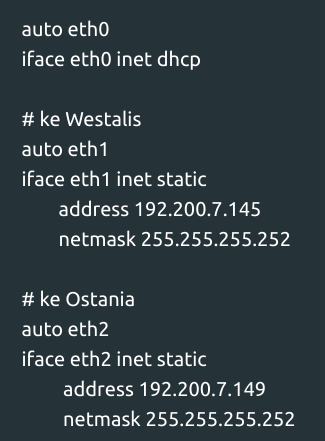 auto eth0
iface eth0 inet dhcp
# ke Westalis
auto eth1
iface eth1 inet static
address 192.200.7.145
netmask 255.255.255.252
# ke Ostania
auto eth2
iface eth2 inet static
address 192.200.7.149
netmask 255.255.255.252